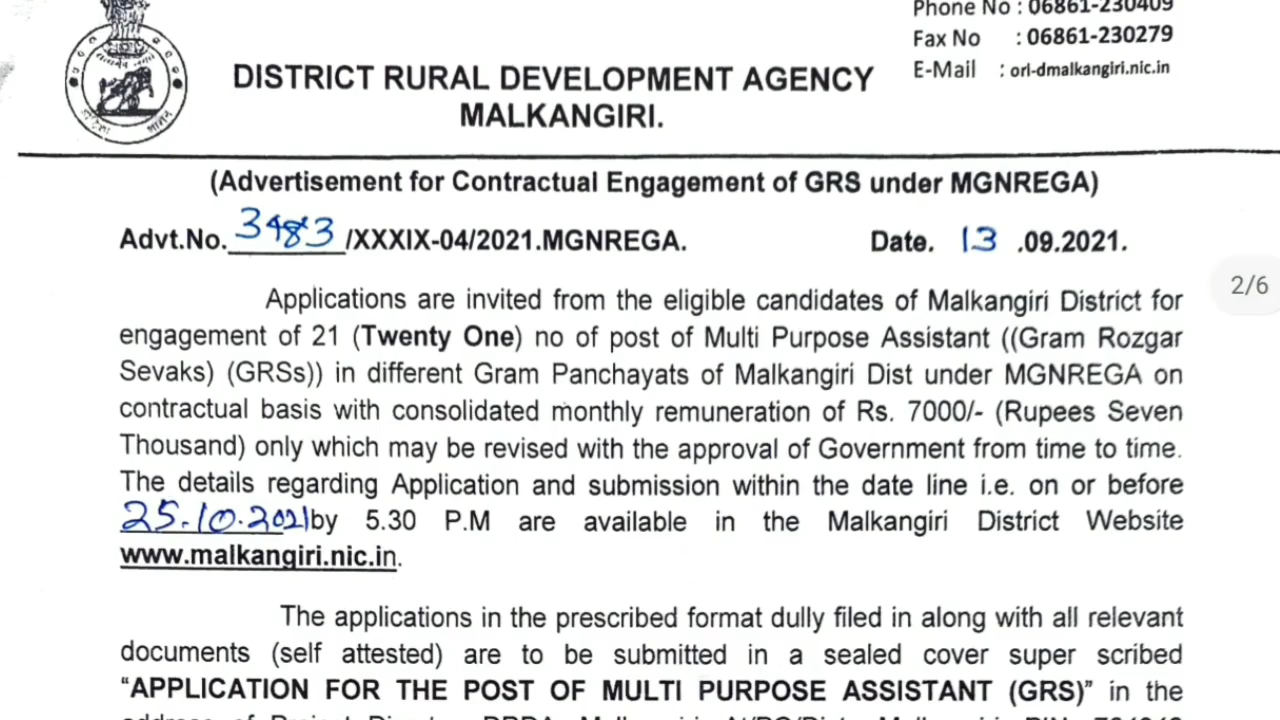 Phone No : 06861-230409
Fax No : 06861-230279
E-Mail : orl-dmalkangiri.nic.in
DISTRICT RURAL DEVELOPMENT AGENCY
MALKANGIRI.
(Advertisement for Contractual Engagement of GRS under MGNREGA)
Advt.No. 3483 /XXXIX-04/2021.MGNREGA. Date. 13 .09.2021.
2/6
Applications are invited from the eligible candidates of Malkangiri District for
engagement of 21 (Twenty One) no of post of Multi Purpose Assistant ((Gram Rozgar
Sevaks) (GRSs)) in different Gram Panchayats of Malkangiri Dist under MGNREGA on
contractual basis with consolidated monthly remuneration of Rs. 7000/- (Rupees Seven
Thousand) only which may be revised with the approval of Government from time to time.
The details regarding Application and submission within the date line i.e. on or before
25.10.2021 by 5.30 P.M are available in the Malkangiri District Website
www.malkangiri.nic.in.
The applications in the prescribed format dully filed in along with all relevant
documents (self attested) are to be submitted in a sealed cover super scribed
“APPLICATION FOR THE POST OF MULTI PURPOSE ASSISTANT (GRS)” in the